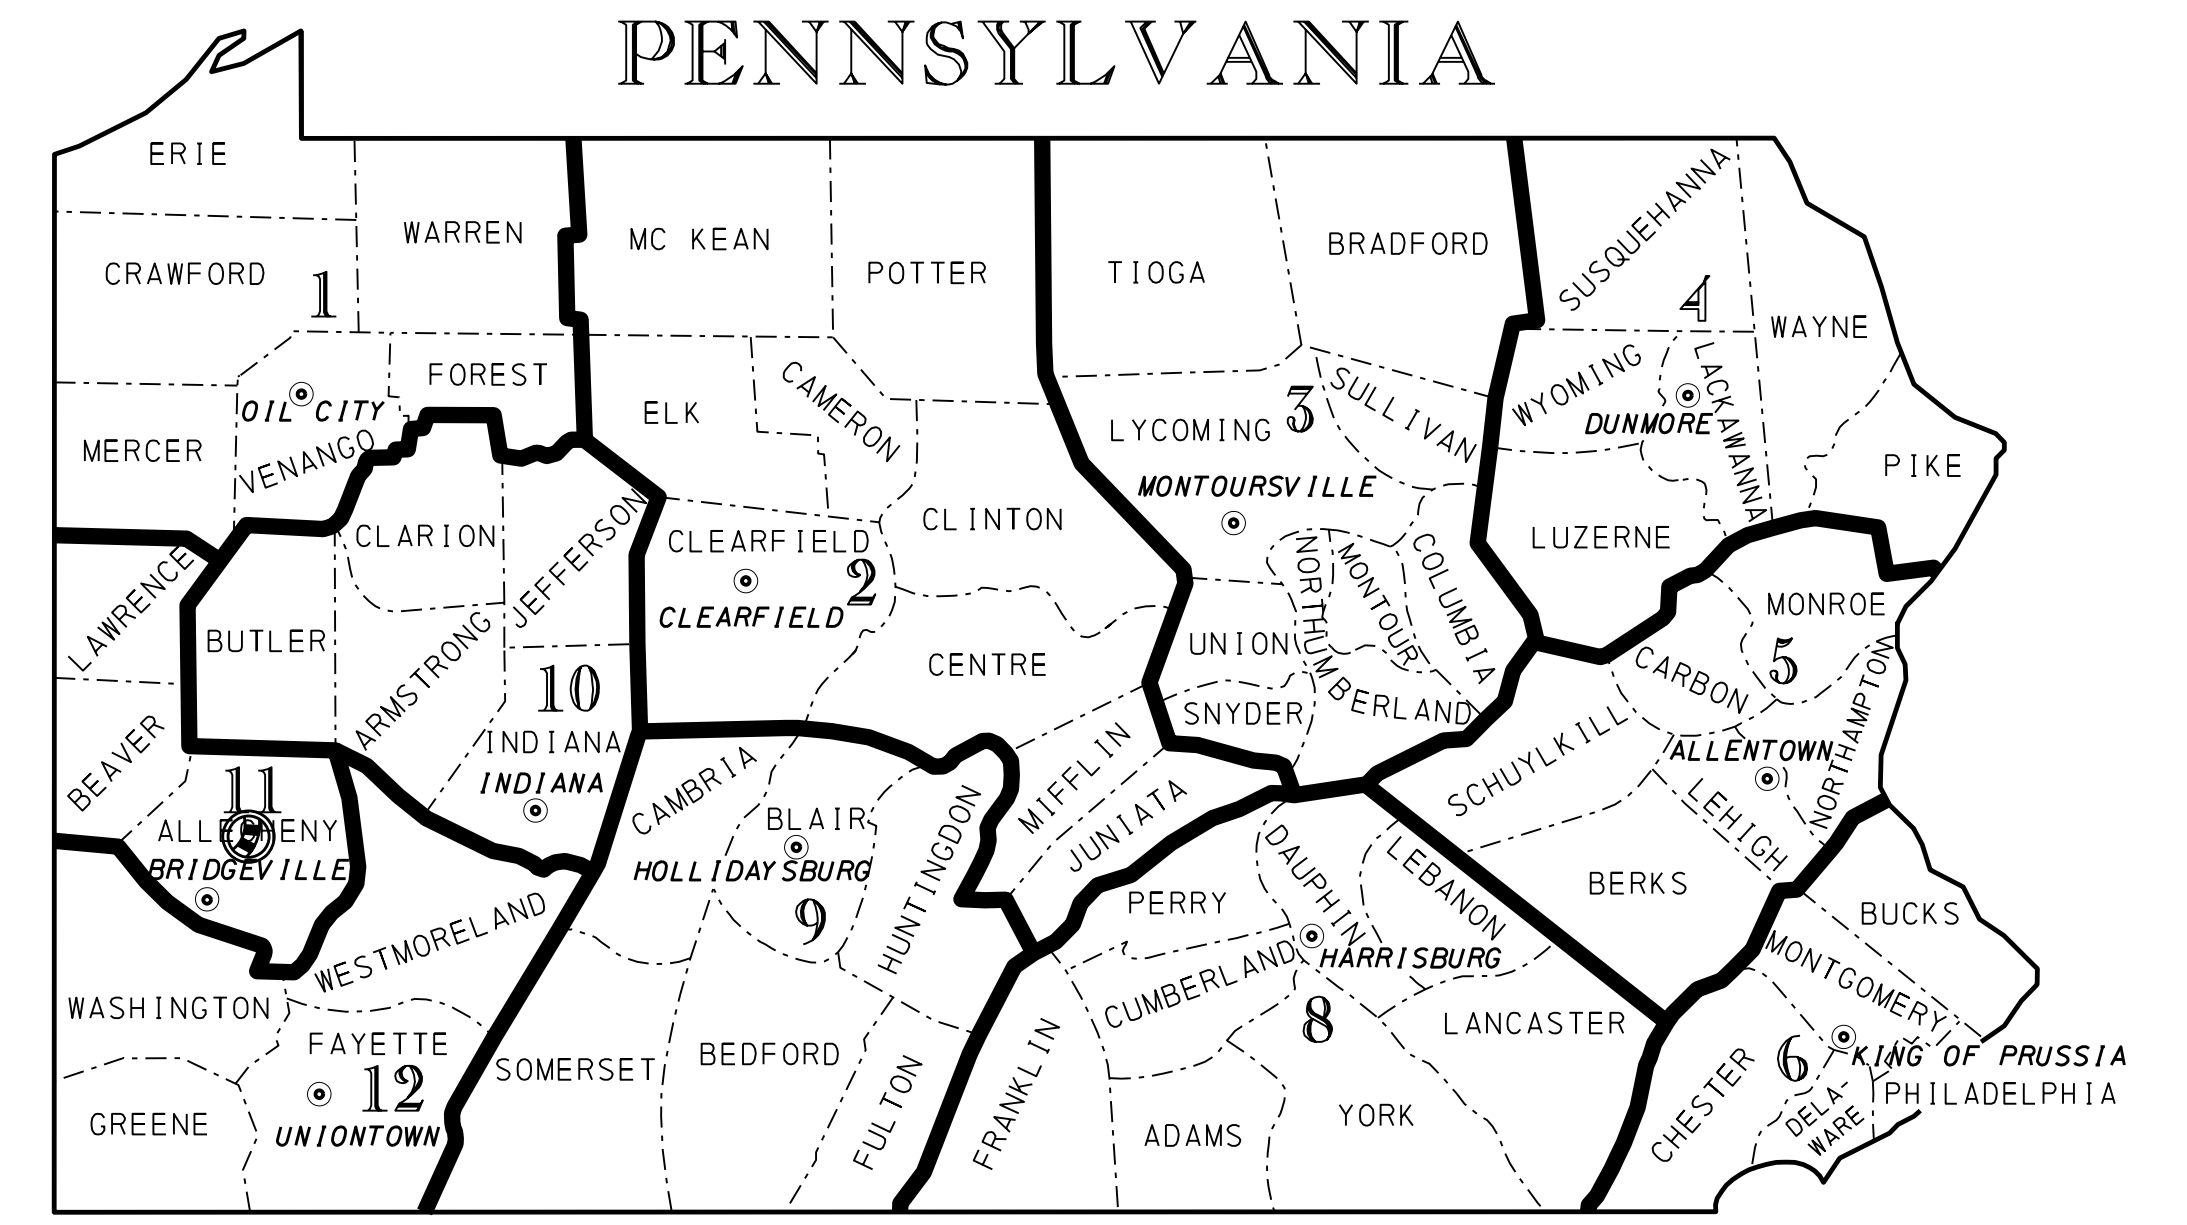 PENNSYLVANIA
ERIE
WARREN
MC KEAN
POTTER
TIOGA
BRADFORD
SUSQUEHANNA
WAYNE
CRAWFORD
1
4
FOREST
ELK
CAMERON
LYCOMING
3
SULLIVAN
WYOMING
LACKAWANNA
DUNMORE
PIKE
OIL CITY
VENANGO
MERCER
MONTOURSVILLE
CLARION
JEFFERSON
CLEARFIELD
2
CLEARFIELD
CLINTON
LUZERNE
LAWRENCE
BUTLER
ARMSTRONG
10
INDIANA
INDIANA
CENTRE
UNION
NORTHUMBERLAND
MONTOUR
COLUMBIA
SNYDER
MONROE
5
CARBON
NORTHAMPTON
BEAVER
11
ALLEGHENY
BRIDGEVILLE
CAMBRIA
BLAIR
HOLLIDAYSBURG
9
HUNTINGDON
MIFFLIN
JUNIATA
SCHUYLKILL
ALLENTOWN
LEHIGH
PERRY
DAUPHIN
LEBANON
BERKS
BUCKS
WESTMORELAND
WASHINGTON
CUMBERLAND
HARRISBURG
8
LANCASTER
MONTGOMERY
6
KING OF PRUSSIA
PHILADELPHIA
FAYETTE
12
UNIONTOWN
GREENE
SOMERSET
BEDFORD
FULTON
FRANKLIN
ADAMS
YORK
CHESTER
DELA-
WARE